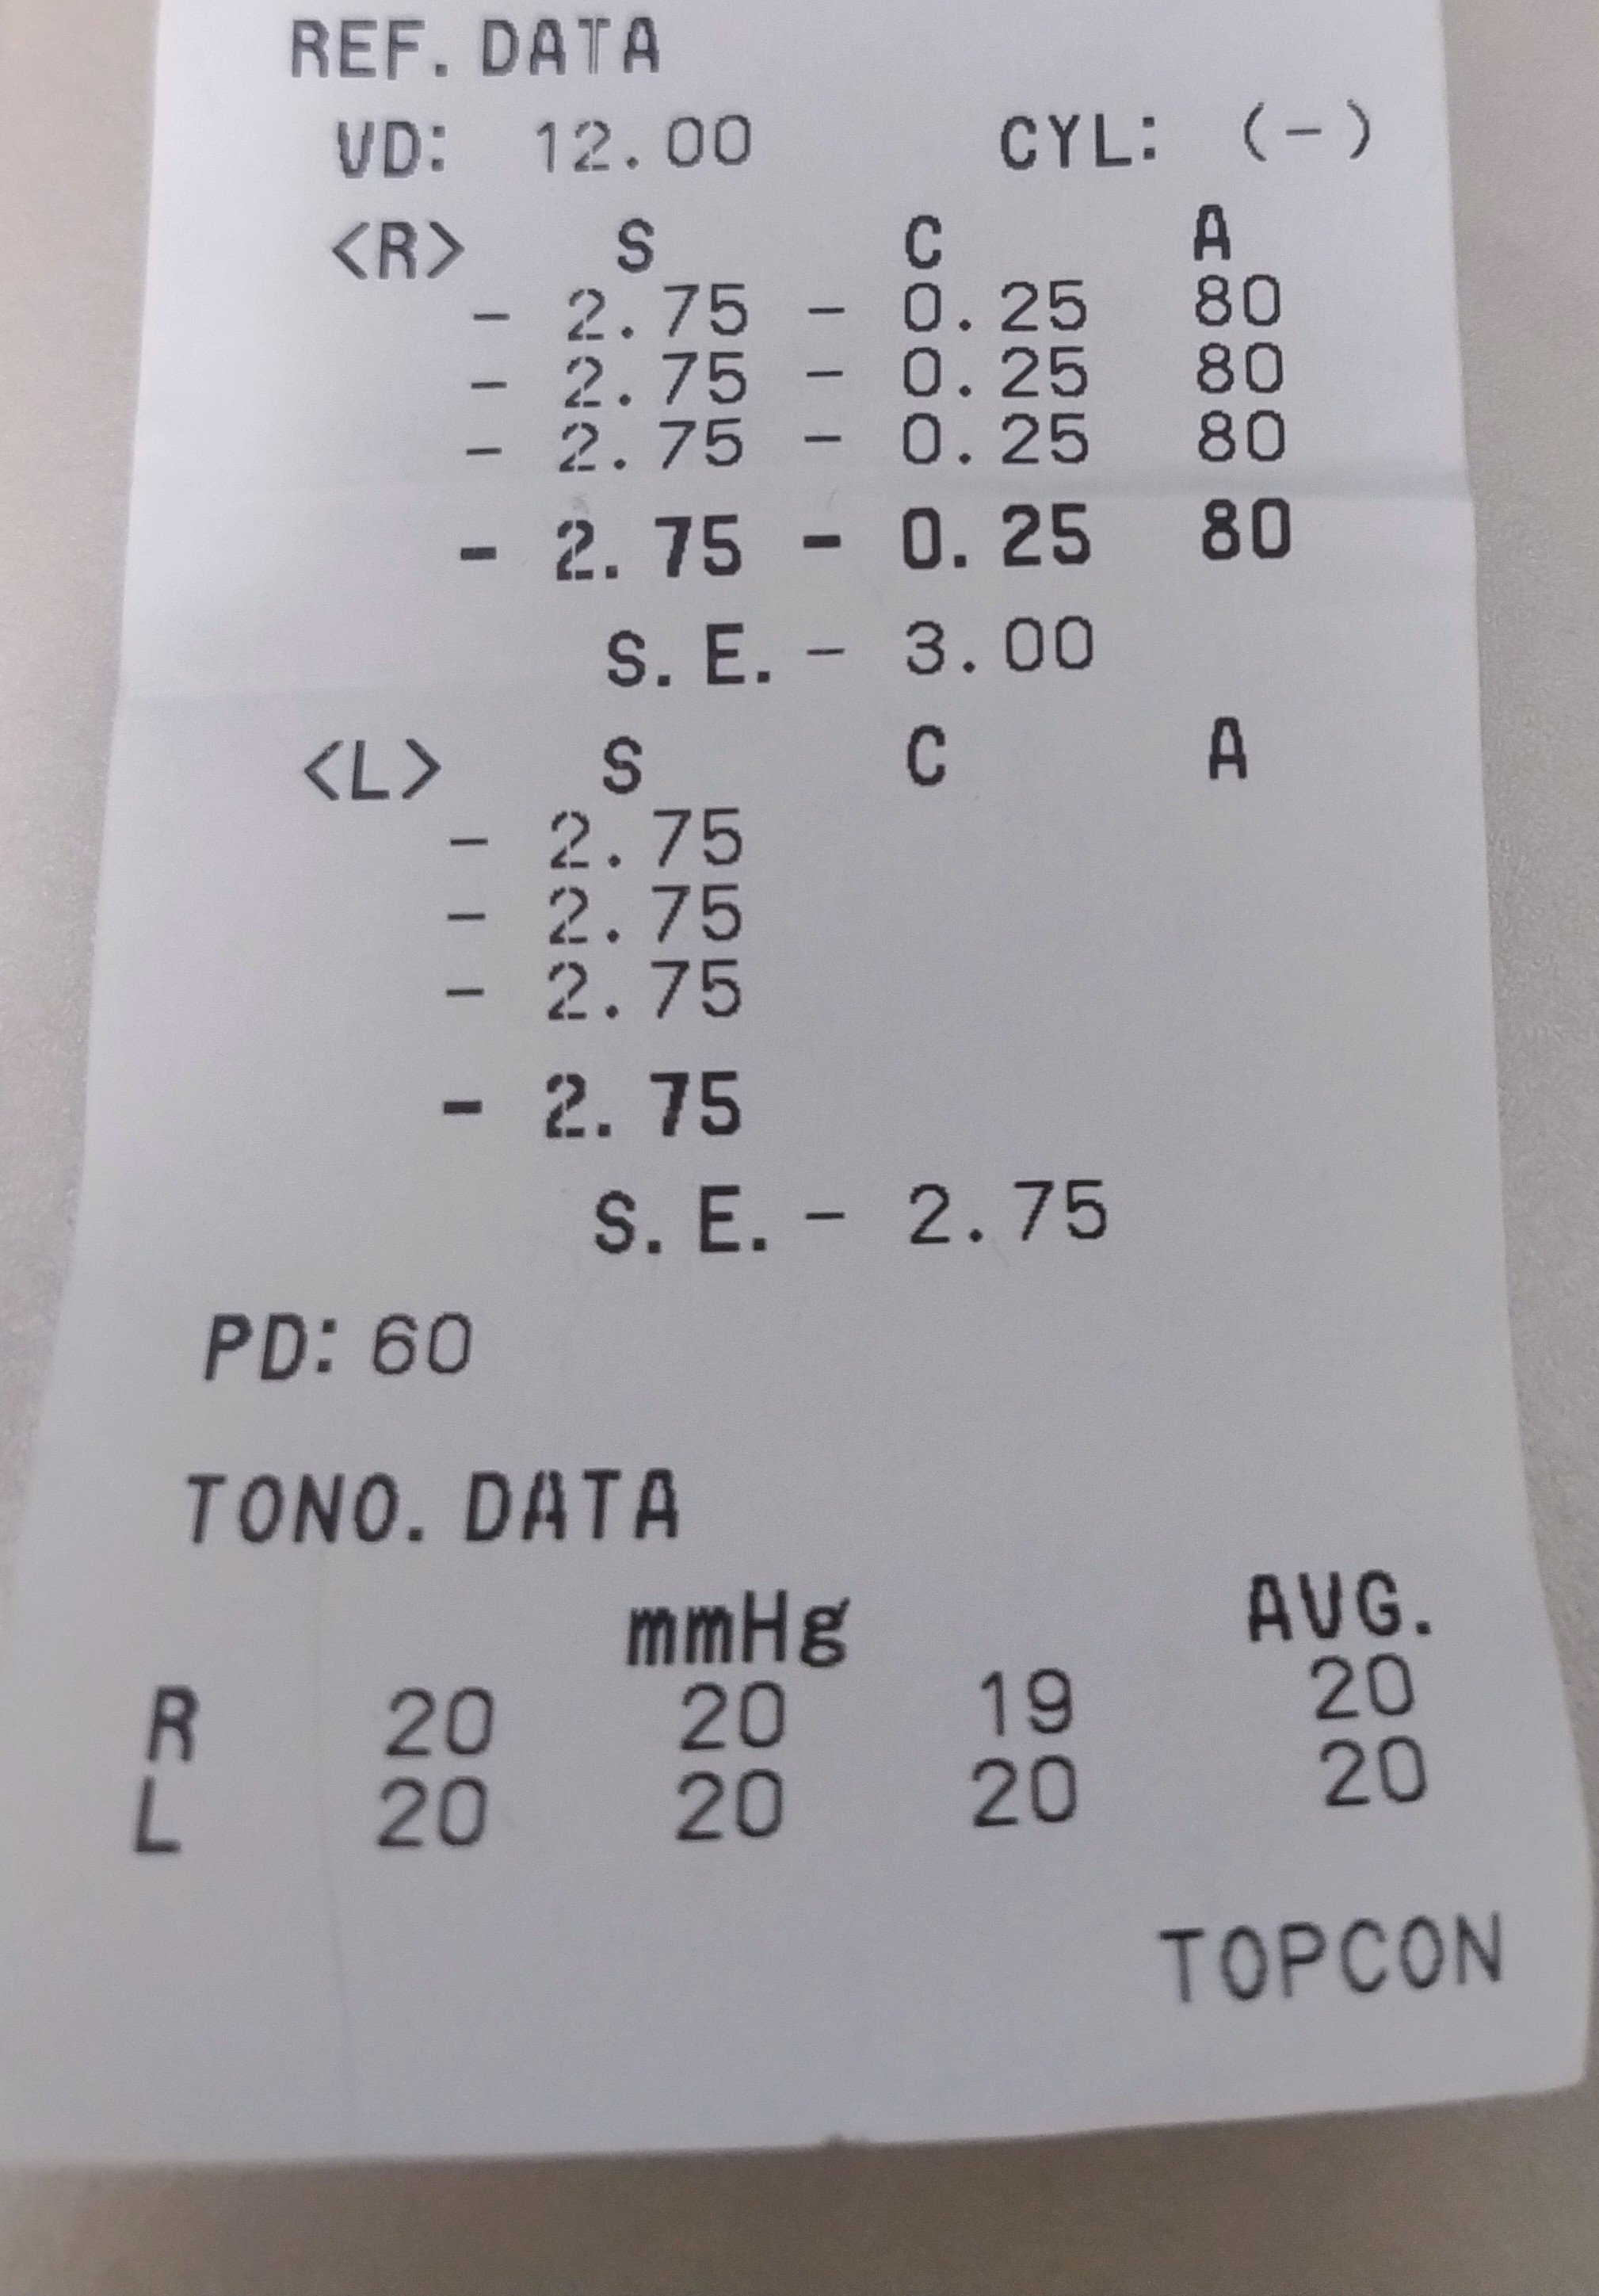 REF. DATA
VD: 12.00 CYL: (-)
<R> S C A
- 2.75 - 0.25 80
- 2.75 - 0.25 80
- 2.75 - 0.25 80
- 2.75 - 0.25 80
S.E. - 3.00
<L> S C A
- 2.75
- 2.75
- 2.75
- 2.75
S.E. - 2.75
PD: 60
TONO. DATA
mmHg AVG.
R 20 20 19 20
L 20 20 20 20
TOPCON